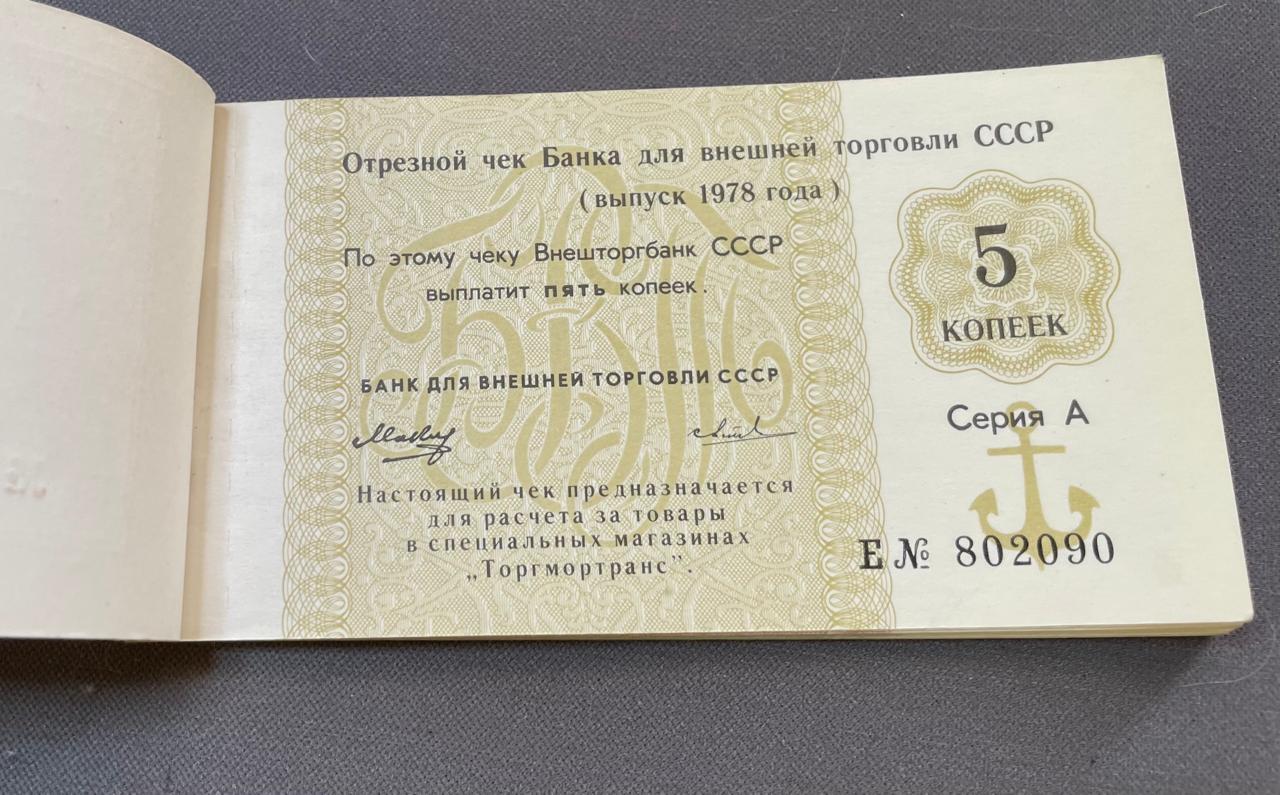 Отрезной чек Банка для внешней торговли СССР
(выпуск 1978 года)
По этому чеку Внешторгбанк СССР
выплатит пять копеек.
БАНК ДЛЯ ВНЕШНЕЙ ТОРГОВЛИ СССР
Настоящий чек предназначается
для расчета за товары
в специальных магазинах
„Торгмортранс”.
5
КОПЕЕК
Серия А
Е № 802090